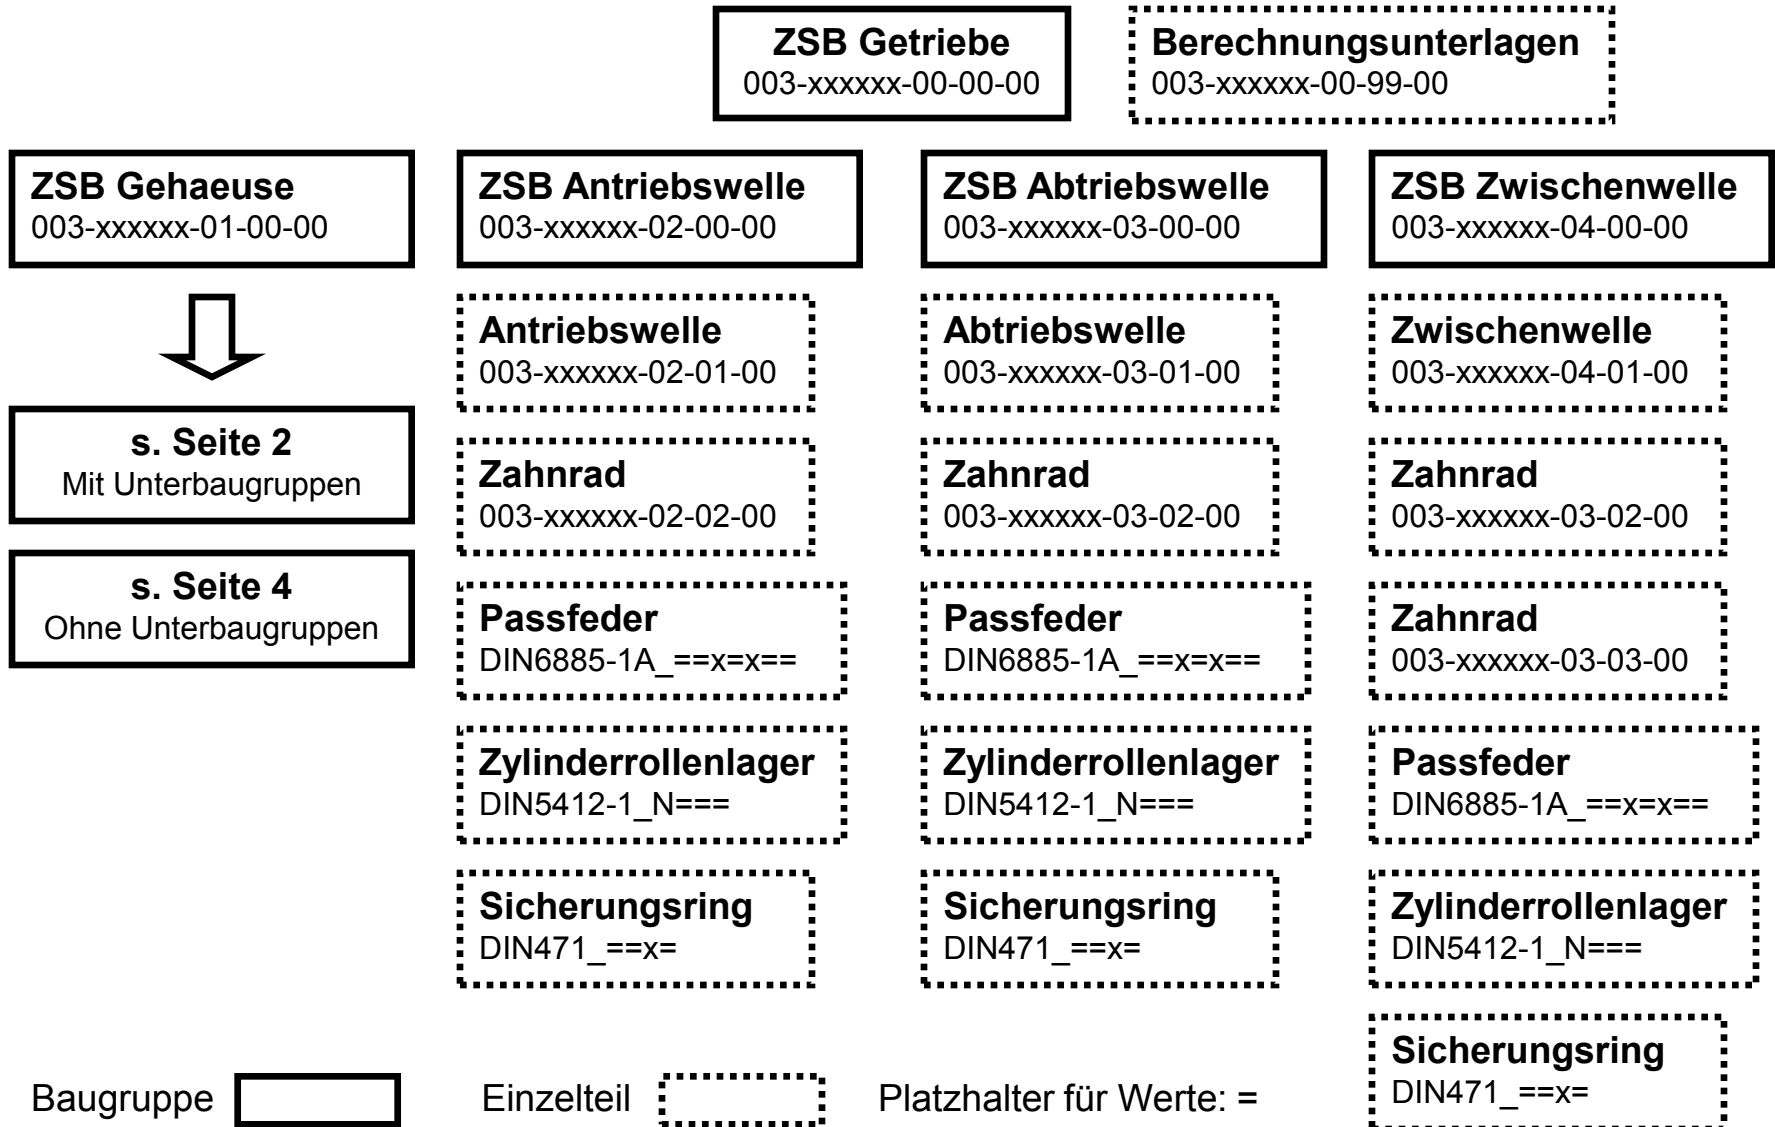 ZSB Getriebe
003-xxxxxx-00-00-00
Berechnungsunterlagen
003-xxxxxx-00-99-00
ZSB Gehaeuse
003-xxxxxx-01-00-00
s. Seite 2
Mit Unterbaugruppen
s. Seite 4
Ohne Unterbaugruppen
ZSB Antriebswelle
003-xxxxxx-02-00-00
Antriebswelle
003-xxxxxx-02-01-00
Zahnrad
003-xxxxxx-02-02-00
Passfeder
DIN6885-1A_==x=x==
Zylinderrollenlager
DIN5412-1_N===
Sicherungsring
DIN471_==x=
ZSB Abtriebswelle
003-xxxxxx-03-00-00
Abtriebswelle
003-xxxxxx-03-01-00
Zahnrad
003-xxxxxx-03-02-00
Passfeder
DIN6885-1A_==x=x==
Zylinderrollenlager
DIN5412-1_N===
Sicherungsring
DIN471_==x=
ZSB Zwischenwelle
003-xxxxxx-04-00-00
Zwischenwelle
003-xxxxxx-04-01-00
Zahnrad
003-xxxxxx-03-02-00
Zahnrad
003-xxxxxx-03-03-00
Passfeder
DIN6885-1A_==x=x==
Zylinderrollenlager
DIN5412-1_N===
Sicherungsring
DIN471_==x=
Baugruppe
Einzelteil
Platzhalter für Werte: =